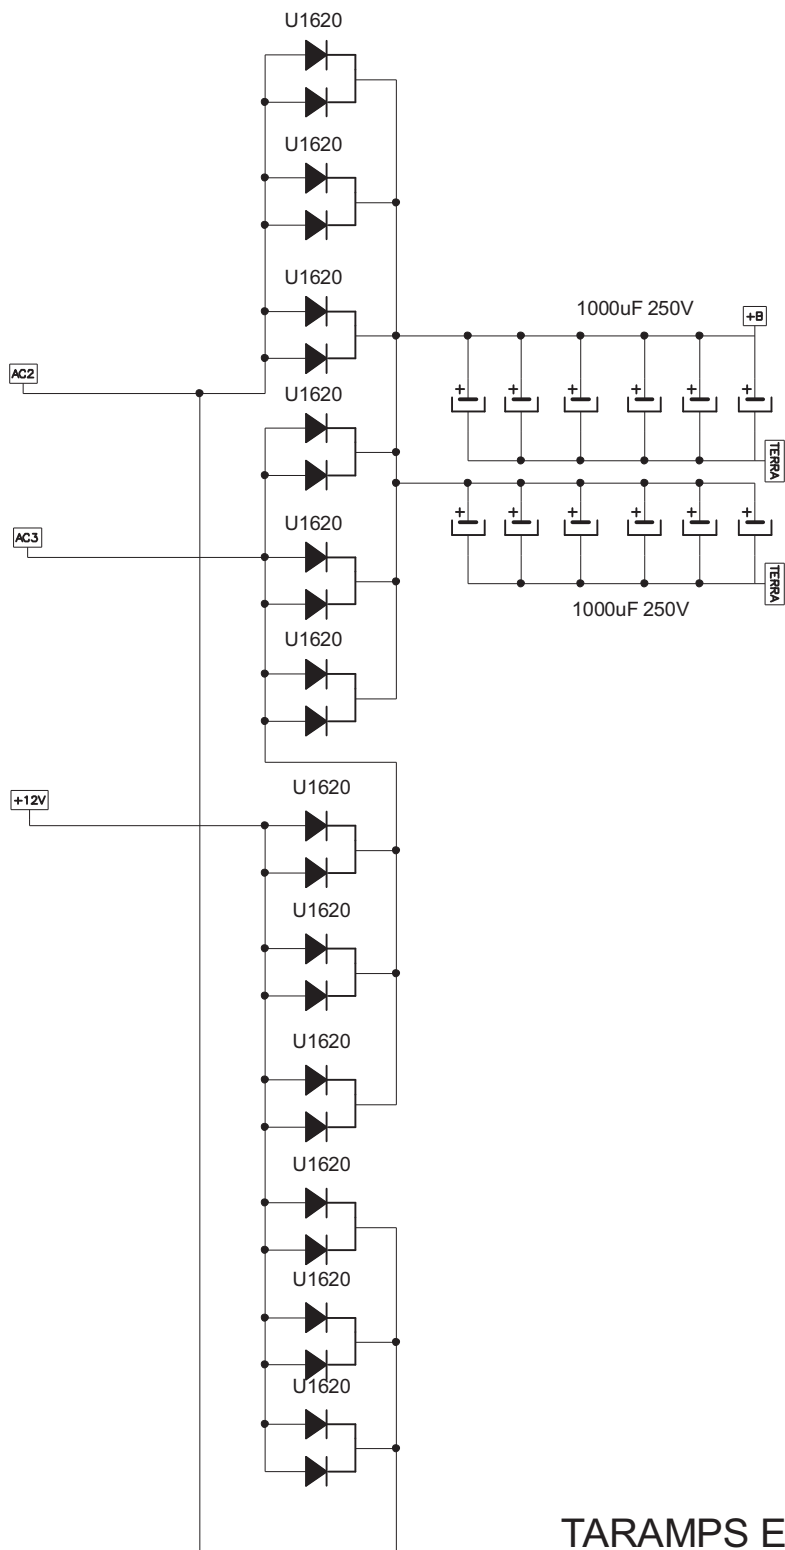 U1620
U1620
U1620
1000uF 250V
+B
AC2
+
+
+
+
+
+
U1620
TERRA
U1620
AC3
+
+
+
+
+
+
TERRA
1000uF 250V
U1620
U1620
+12V
U1620
U1620
U1620
U1620
U1620
TARAMPS E